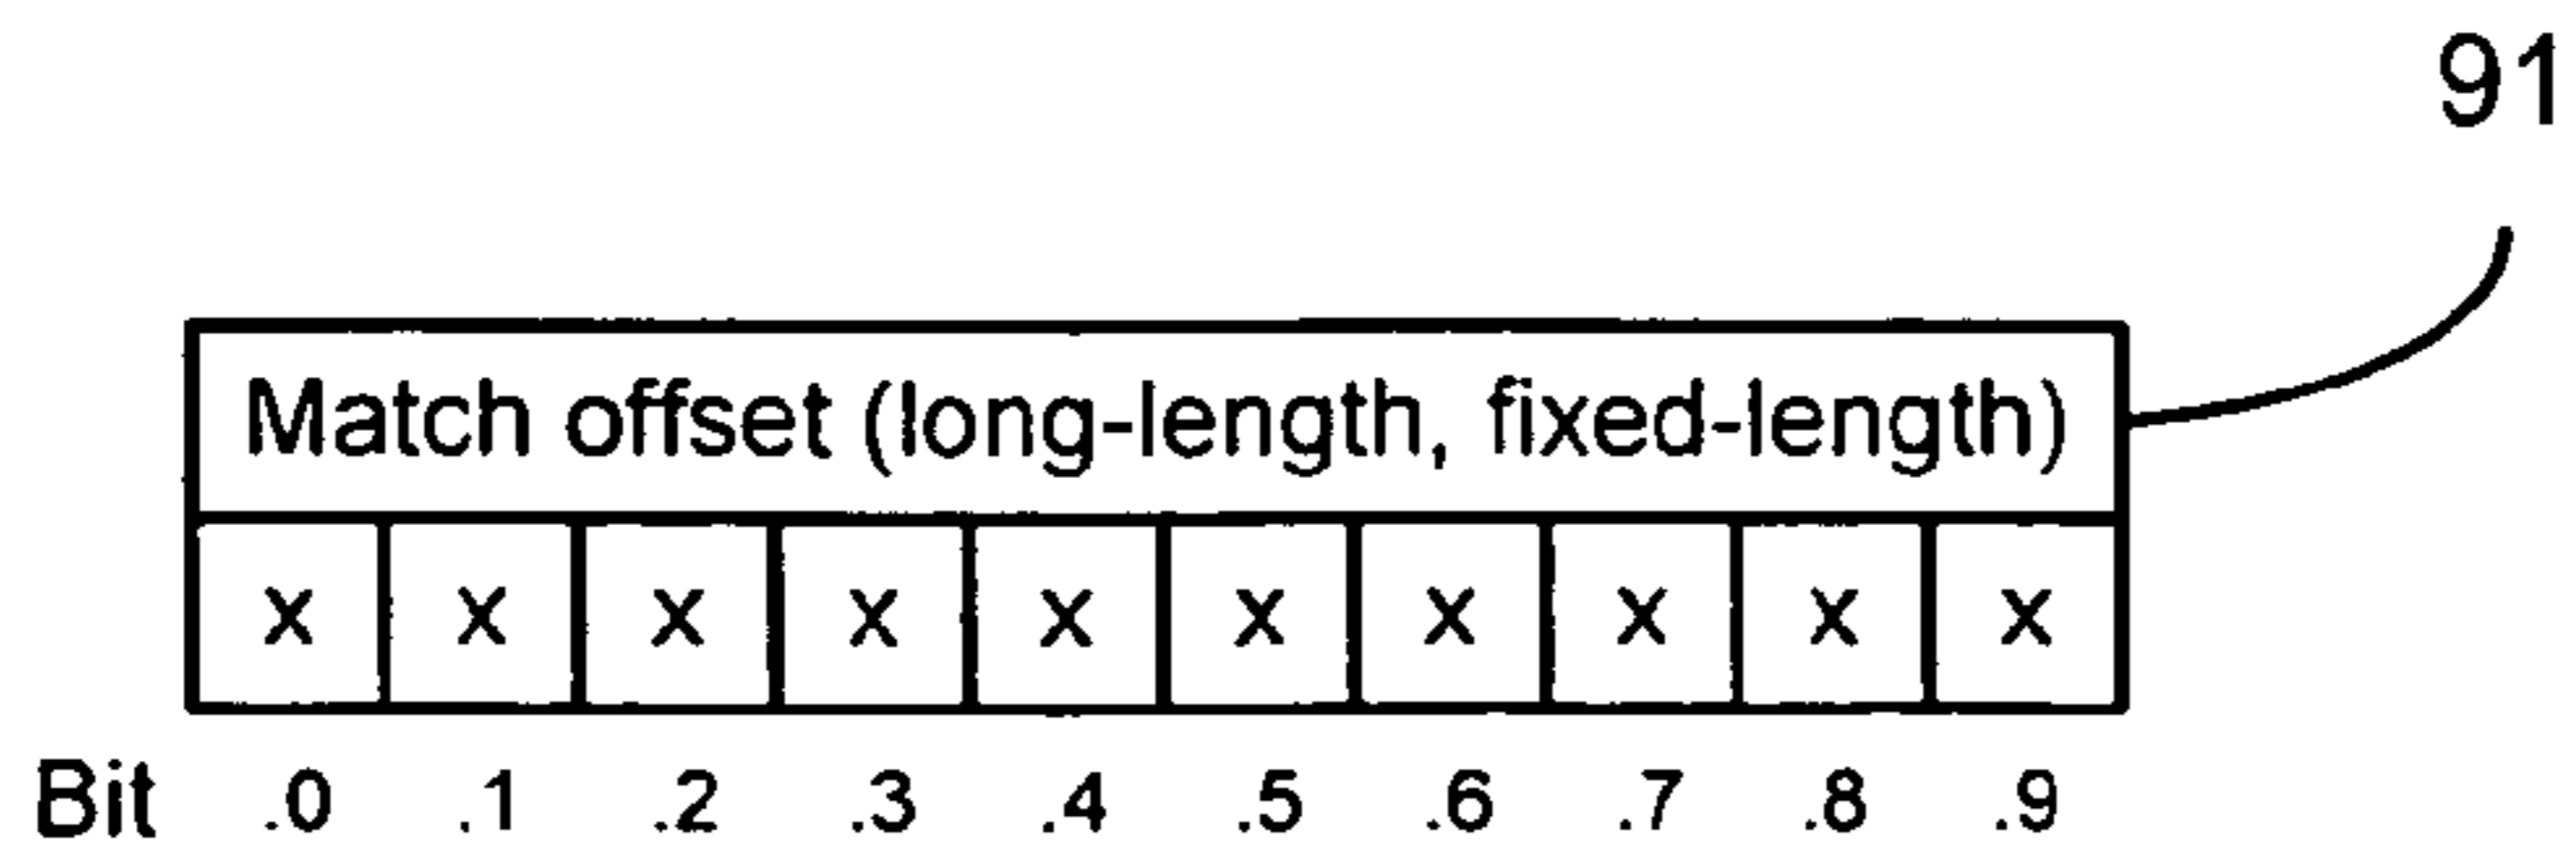 91
Match offset (long-length, fixed-length)
x x x x x x x x x x
Bit .0 .1 .2 .3 .4 .5 .6 .7 .8 .9